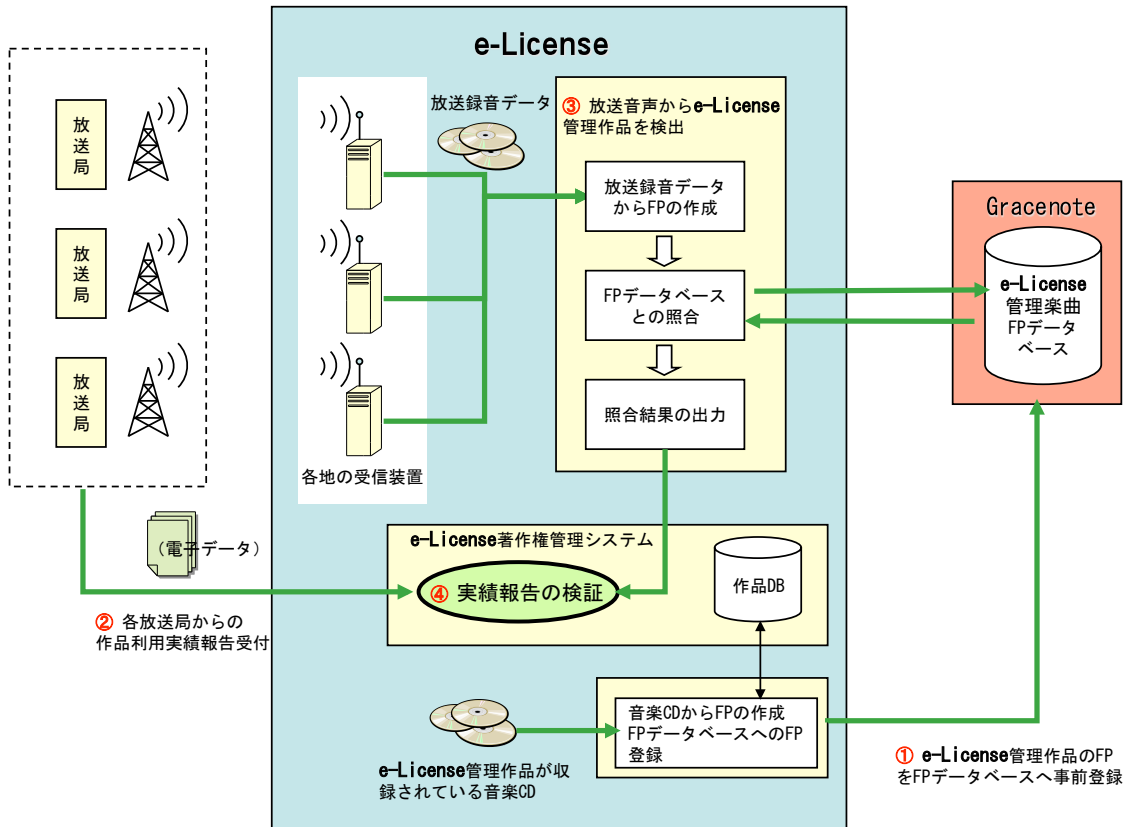 e-License
放送局
放送局
放送局
放送録音データ
各地の受信装置
③ 放送音声からe-License
管理作品を検出
放送録音データ
からFPの作成
FPデータベース
との照合
照合結果の出力
Gracenote
e-License
管理楽曲
FPデータ
ベース
(電子データ)
② 各放送局からの
作品利用実績報告受付
e-License著作権管理システム
④ 実績報告の検証
作品DB
音楽CDからFPの作成
FPデータベースへのFP
登録
e-License管理作品が収
録されている音楽CD
① e-License管理作品のFP
をFPデータベースへ事前登録